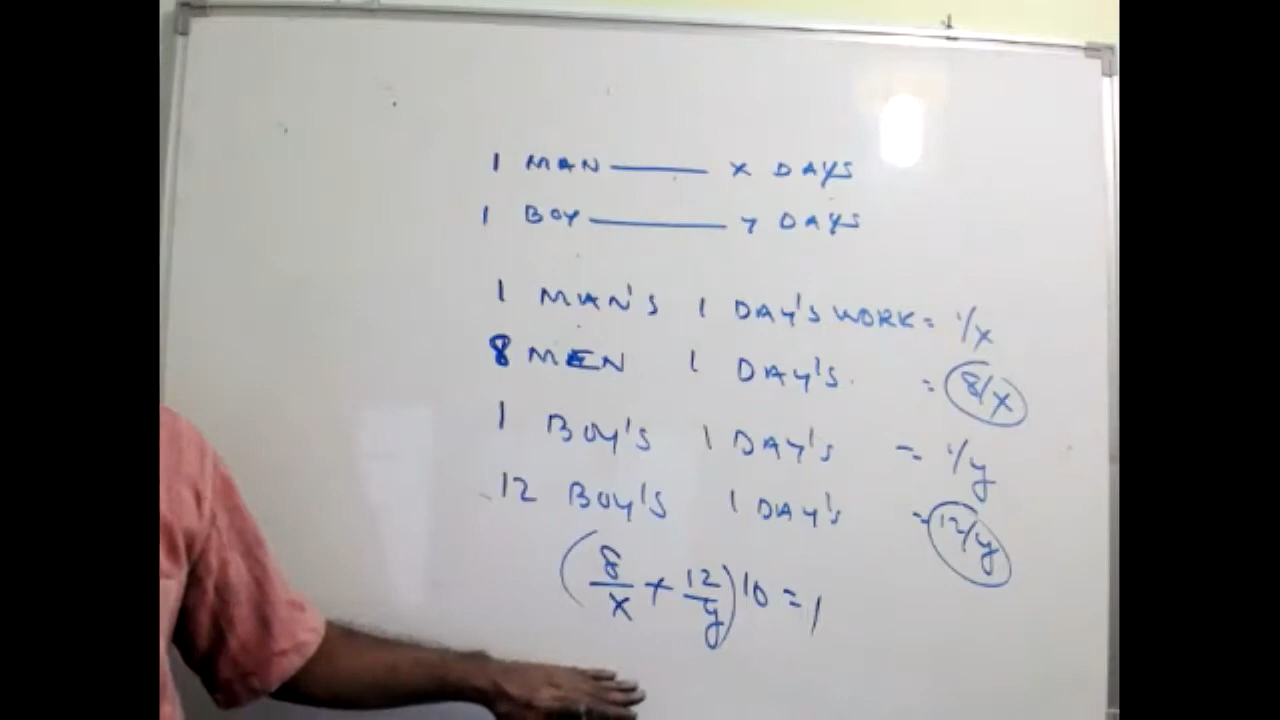 1 MAN —— X DAYS
1 BOY —— y DAYS
1 MAN'S 1 DAY'S WORK = 1/x
8 MEN 1 DAY'S = 8/x
1 BOY'S 1 DAY'S = 1/y
12 BOY'S 1 DAY'S = 12/y
(8/x + 12/y) 10 = 1